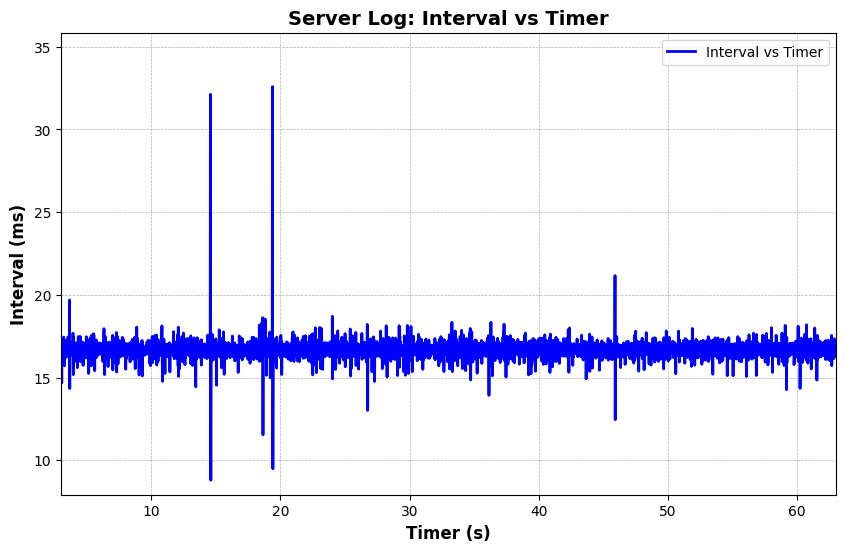 Server Log: Interval vs Timer
Interval vs Timer
35
30
25
20
15
10
Interval (ms)
10 20 30 40 50 60
Timer (s)